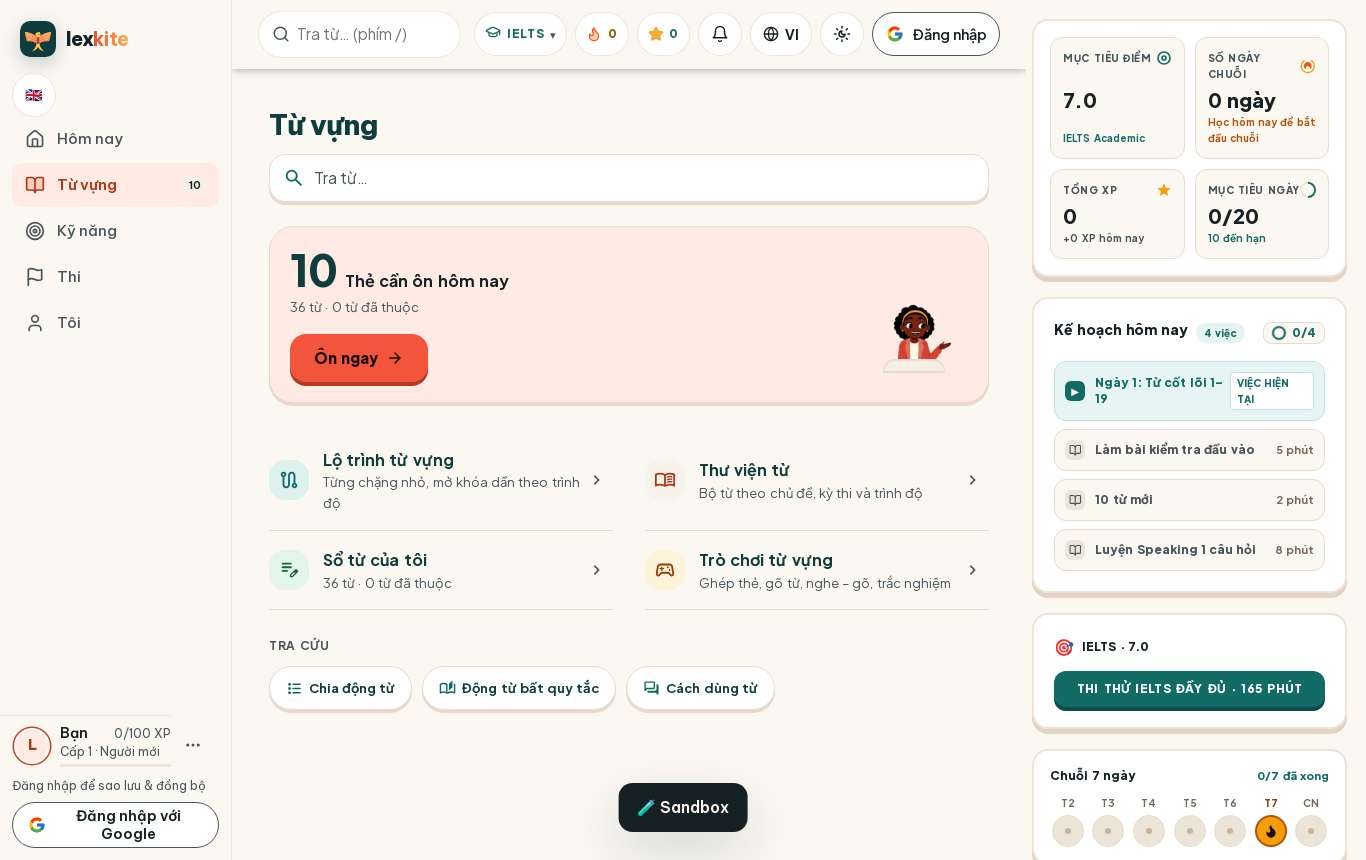 lexkite
Hôm nay
Từ vựng 10
Kỹ năng
Thi
Tôi
L
Bạn 0/100 XP
Cấp 1 · Người mới
Đăng nhập để sao lưu & đồng bộ
Đăng nhập với
Google
Tra từ… (phím /)
IELTS ▾
0
0
VI
Đăng nhập
Từ vựng
Tra từ…
10 Thẻ cần ôn hôm nay
36 từ · 0 từ đã thuộc
Ôn ngay →
Lộ trình từ vựng
Từng chặng nhỏ, mở khóa dần theo trình
độ
Thư viện từ
Bộ từ theo chủ đề, kỳ thi và trình độ
Sổ từ của tôi
36 từ · 0 từ đã thuộc
Trò chơi từ vựng
Ghép thẻ, gõ từ, nghe – gõ, trắc nghiệm
TRA CỨU
Chia động từ
Động từ bất quy tắc
Cách dùng từ
🧪 Sandbox
MỤC TIÊU ĐIỂM
7.0
IELTS Academic
SỐ NGÀY
CHUỖI
0 ngày
Học hôm nay để bắt
đầu chuỗi
TỔNG XP
0
+0 XP hôm nay
MỤC TIÊU NGÀY
0/20
10 đến hạn
Kế hoạch hôm nay 4 việc 0/4
Ngày 1: Từ cốt lõi 1–
19
VIỆC HIỆN
TẠI
Làm bài kiểm tra đầu vào 5 phút
10 từ mới 2 phút
Luyện Speaking 1 câu hỏi 8 phút
🎯 IELTS · 7.0
THI THỬ IELTS ĐẦY ĐỦ · 165 PHÚT
Chuỗi 7 ngày 0/7 đã xong
T2 T3 T4 T5 T6 T7 CN